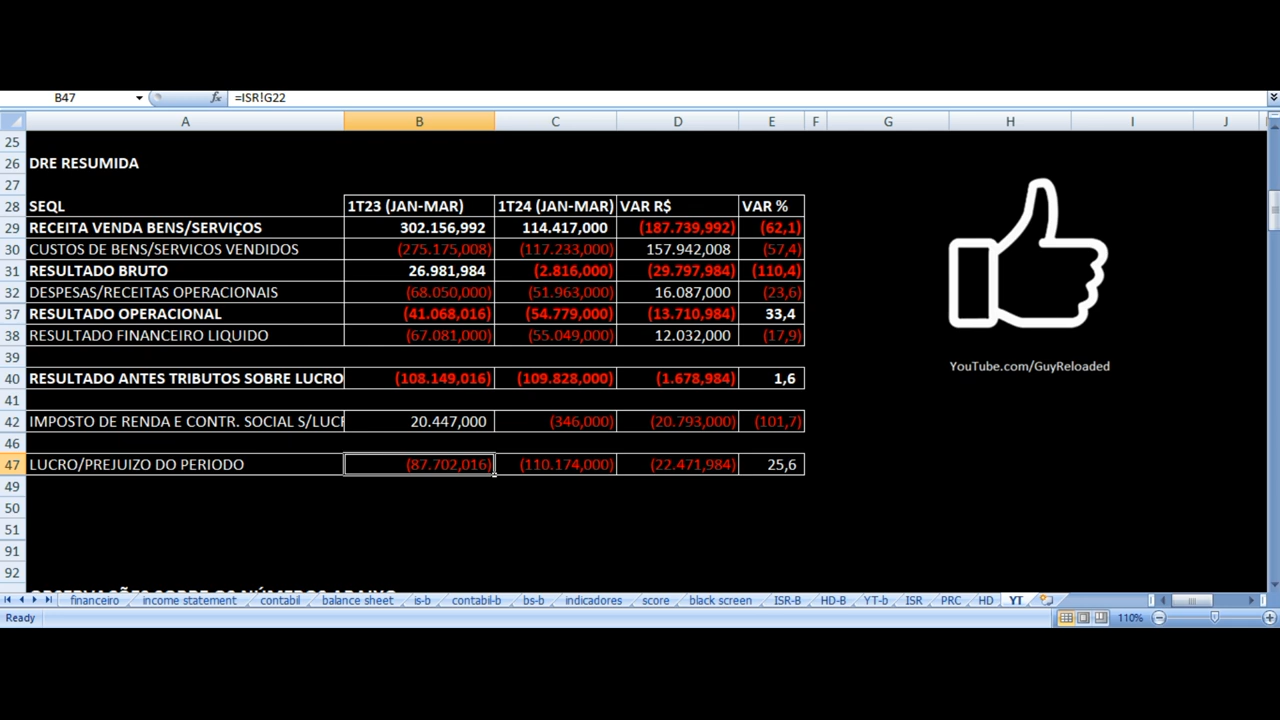 B47 fx =ISR!G22
A B C D E F G H I J
25
26 DRE RESUMIDA
27
28 SEQL 1T23 (JAN-MAR) 1T24 (JAN-MAR) VAR R$ VAR %
29 RECEITA VENDA BENS/SERVIÇOS 302.156,992 114.417,000 (187.739,992) (62,1)
30 CUSTOS DE BENS/SERVICOS VENDIDOS (275.175,008) (117.233,000) 157.942,008 (57,4)
31 RESULTADO BRUTO 26.981,984 (2.816,000) (29.797,984) (110,4)
32 DESPESAS/RECEITAS OPERACIONAIS (68.050,000) (51.963,000) 16.087,000 (23,6)
37 RESULTADO OPERACIONAL (41.068,016) (54.779,000) (13.710,984) 33,4
38 RESULTADO FINANCEIRO LIQUIDO (67.081,000) (55.049,000) 12.032,000 (17,9)
39
40 RESULTADO ANTES TRIBUTOS SOBRE LUCRO (108.149,016) (109.828,000) (1.678,984) 1,6
YouTube.com/GuyReloaded
41
42 IMPOSTO DE RENDA E CONTR. SOCIAL S/LUCR 20.447,000 (346,000) (20.793,000) (101,7)
46
47 LUCRO/PREJUIZO DO PERIODO (87.702,016) (110.174,000) (22.471,984) 25,6
49
50
51
91
92
OBSERVAÇÕES SOBRE OS NÚMEROS ABAIXO
financeiro income statement contabil balance sheet is-b contabil-b bs-b indicadores score black screen ISR-B HD-B YT-b ISR PRC HD YT
Ready 110%